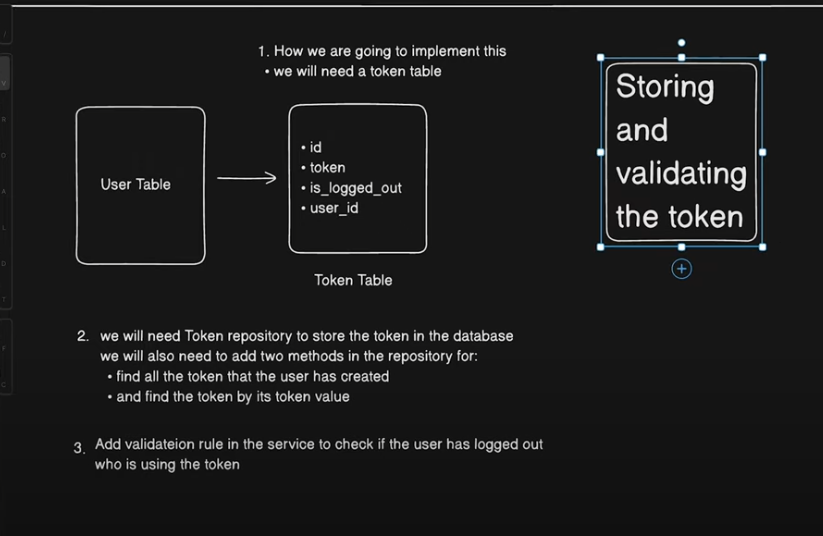 1. How we are going to implement this
• we will need a token table
Storing
and
validating
the token
User Table
• id
• token
• is_logged_out
• user_id
Token Table
2. we will need Token repository to store the token in the database
we will also need to add two methods in the repository for:
• find all the token that the user has created
• and find the token by its token value
3. Add validateion rule in the service to check if the user has logged out
who is using the token